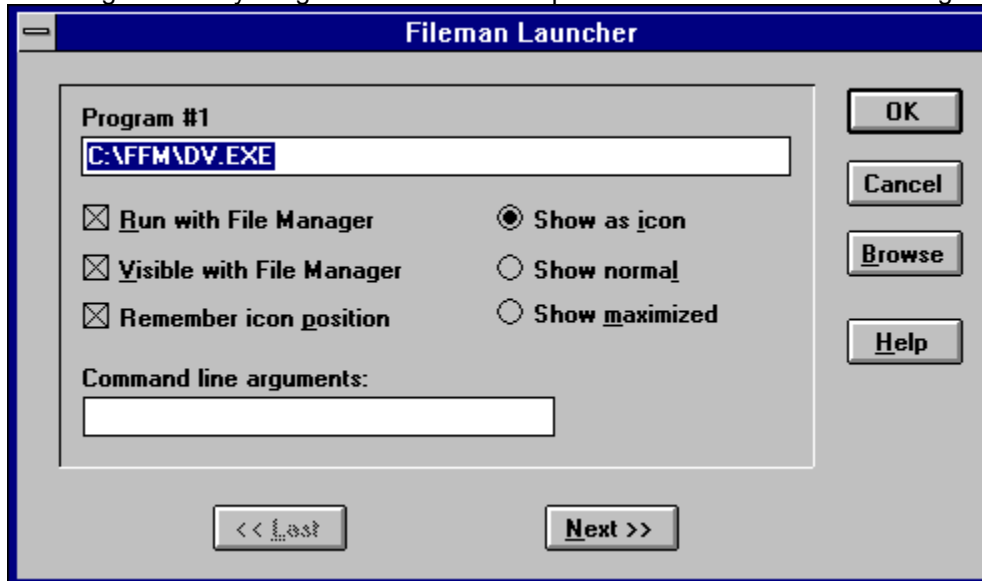 Fileman Launcher
Program #1
C:\FFM\DV.EXE
Run with File Manager
Visible with File Manager
Remember icon position
Show as icon
Show normal
Show maximized
Command line arguments:
OK
Cancel
Browse
Help
<< Last
Next >>